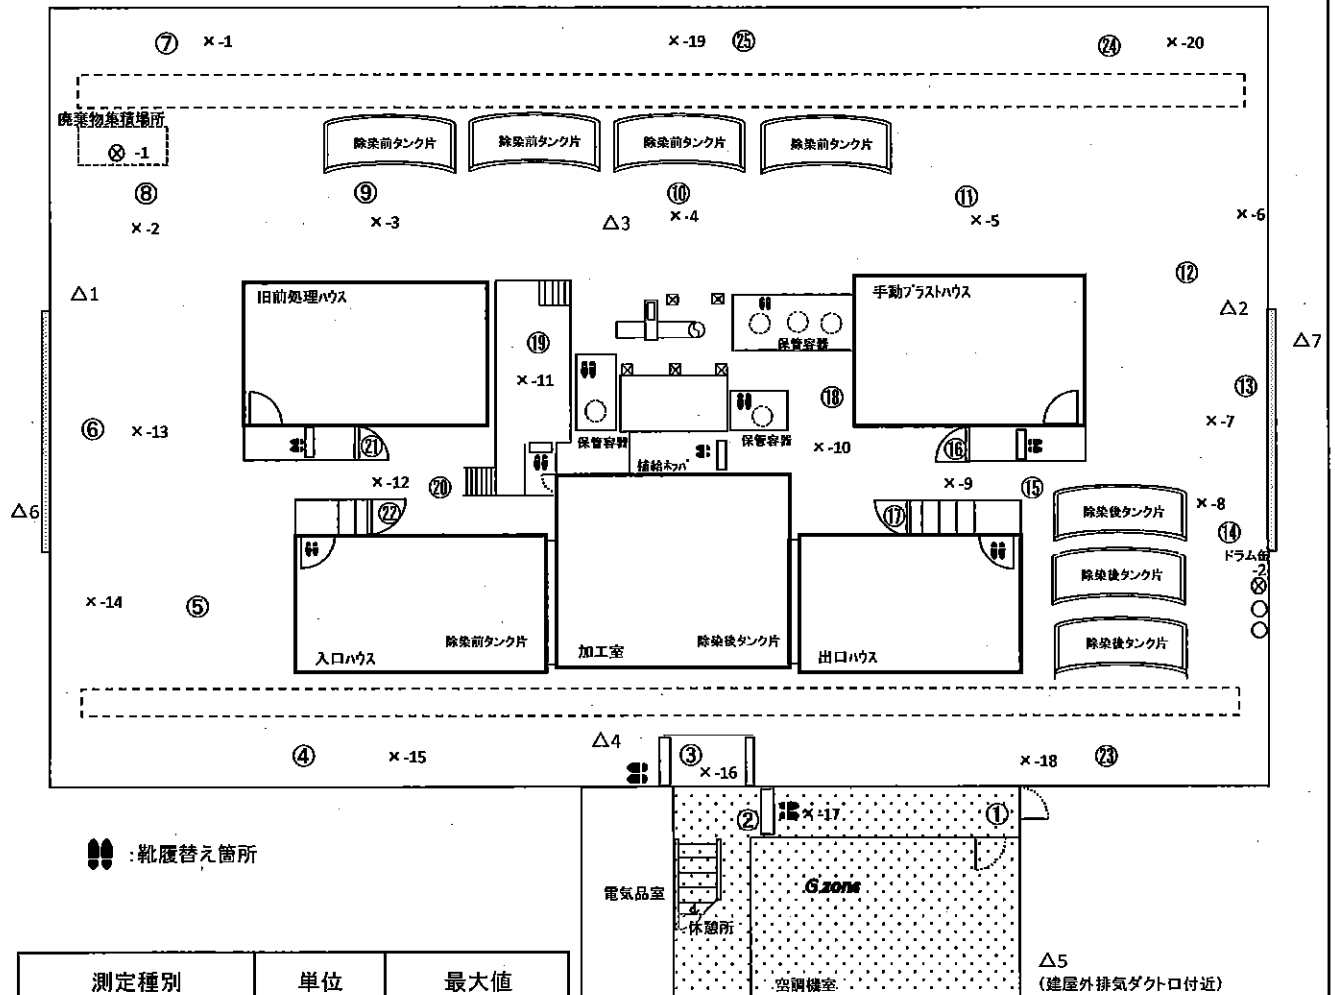 ⑦ ×-1 ×-19 ㉕ ㉔ ×-20
廃棄物集積場所
⊗ -1
除染前タンク片 除染前タンク片 除染前タンク片 除染前タンク片
⑧ ⑨ ⑩ ⑪
×-2 ×-3 △3 ×-4 ×-5 ×-6
⑫
△1
旧前処理ハウス
手動ブラストハウス
△2
△7
保管容器
⑲
×-11
⑱
⑬
×-7
⑥ ×-13
㉑
保管容器
保管容器
×-10
⑯
補給ホッパ
×-12 ⑳
×-9 ⑮
△6
㉒
⑰
除染後タンク片
×-8
⑭
ドラム缶
-2
⊗
除染後タンク片
×-14 ⑤
除染前タンク片
除染後タンク片
除染後タンク片
入口ハウス
加工室
出口ハウス
④ ×-15 △4 ③ ×-16 ×-18 ㉓
② ×-17 ①
:靴履替え箇所
電気品室
G zone
休憩所
空調機室
△5
(建屋外排気ダクト口付近)
測定種別 単位 最大値